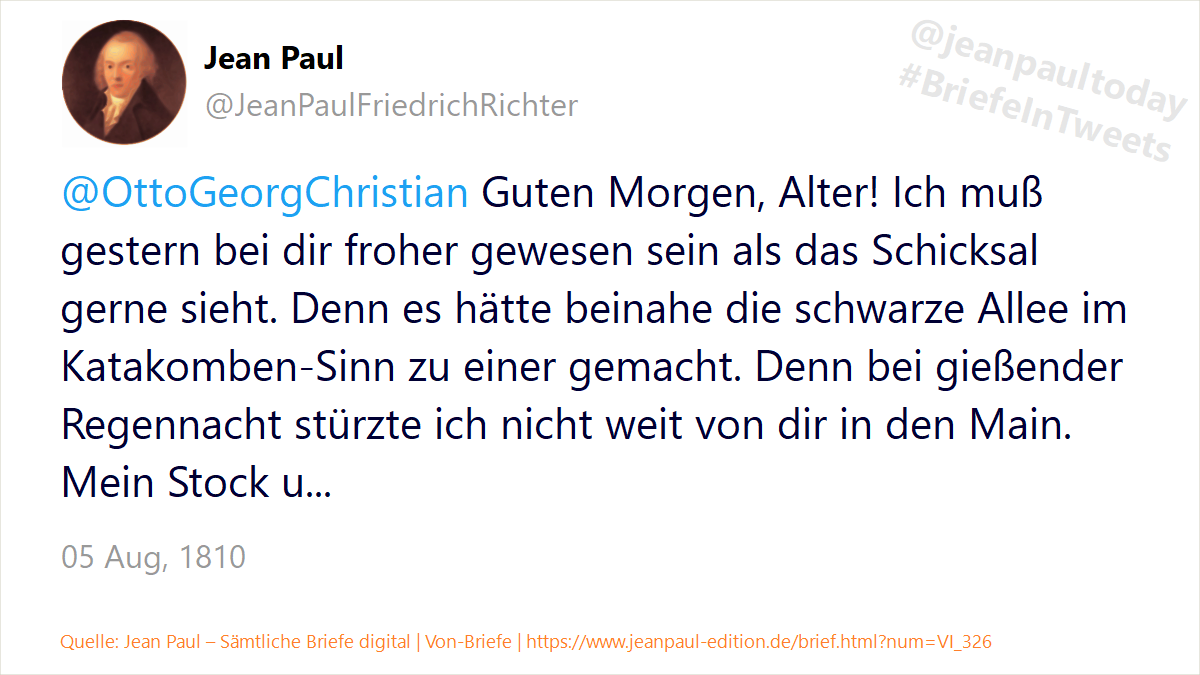 Jean Paul
@JeanPaulFriedrichRichter
@jeanpaultoday
#BriefeInTweets
@OttoGeorgChristian Guten Morgen, Alter! Ich muß
gestern bei dir froher gewesen sein als das Schicksal
gerne sieht. Denn es hätte beinahe die schwarze Allee im
Katakomben-Sinn zu einer gemacht. Denn bei gießender
Regennacht stürzte ich nicht weit von dir in den Main.
Mein Stock u...
05 Aug, 1810
Quelle: Jean Paul – Sämtliche Briefe digital | Von-Briefe | https://www.jeanpaul-edition.de/brief.html?num=VI_326